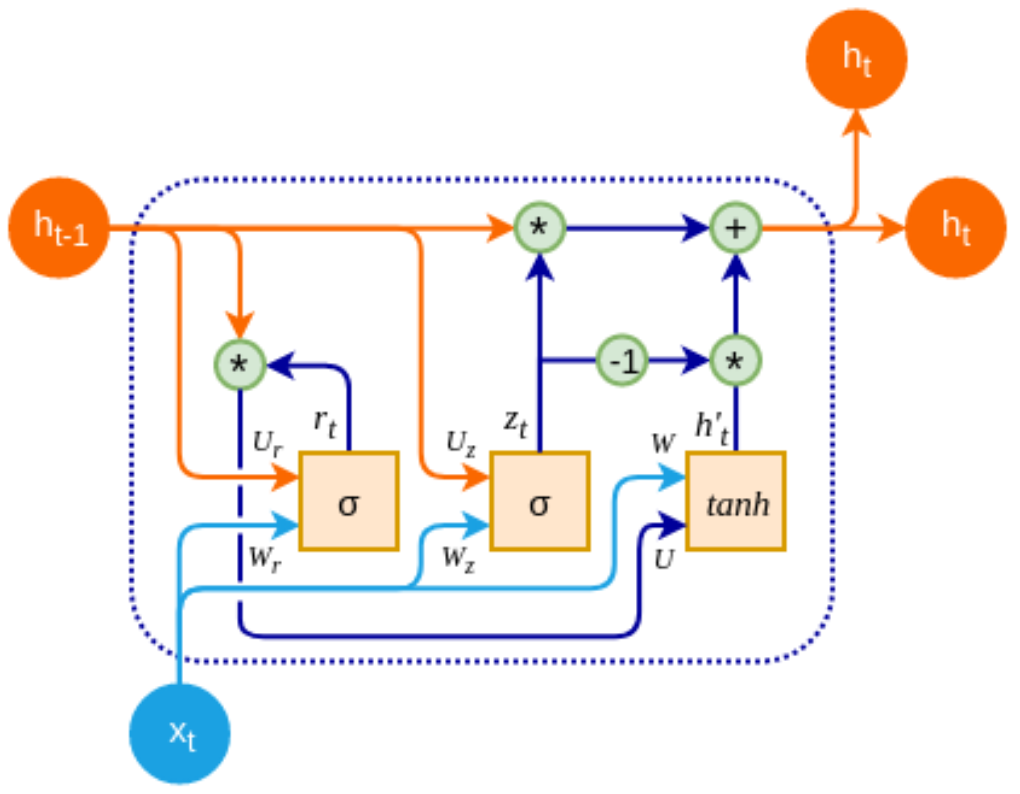 h_t
h_{t-1}
*
+
h_t
*
-1
*
r_t
z_t
h'_t
U_r
U_z
W
σ
σ
tanh
W_r
W_z
U
x_t